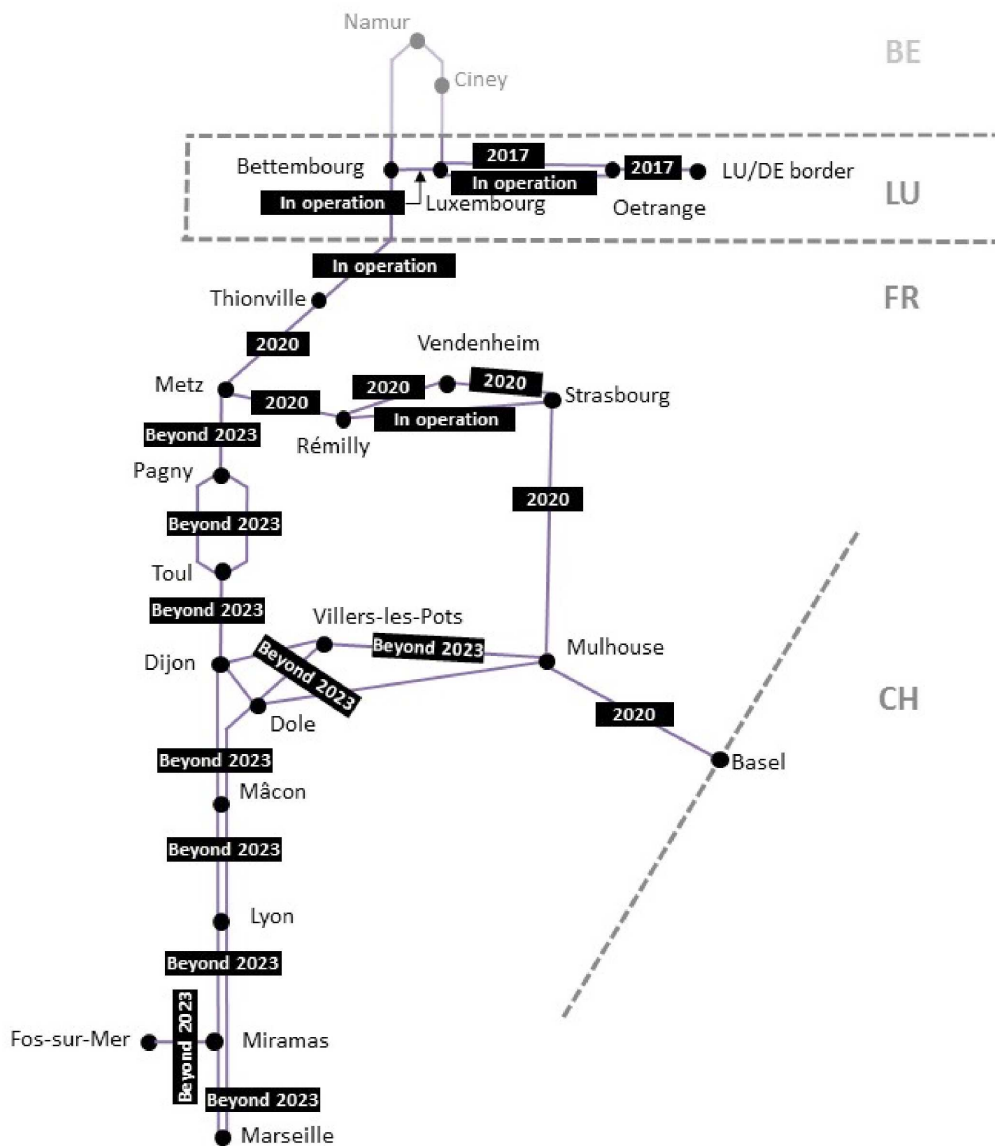 Namur
BE
Ciney
2017
Bettembourg
2017
LU/DE border
In operation
LU
In operation
Luxembourg
Oetrange
In operation
FR
Thionville
2020
Vendenheim
Metz
2020
2020
2020
Strasbourg
In operation
Rémilly
Beyond 2023
Pagny
2020
Beyond 2023
Toul
Beyond 2023
Villers-les-Pots
Beyond 2023
Mulhouse
Dijon
Beyond 2023
CH
Dole
2020
Beyond 2023
Basel
Mâcon
Beyond 2023
Lyon
Beyond 2023
Fos-sur-Mer
Beyond 2023
Miramas
Beyond 2023
Marseille